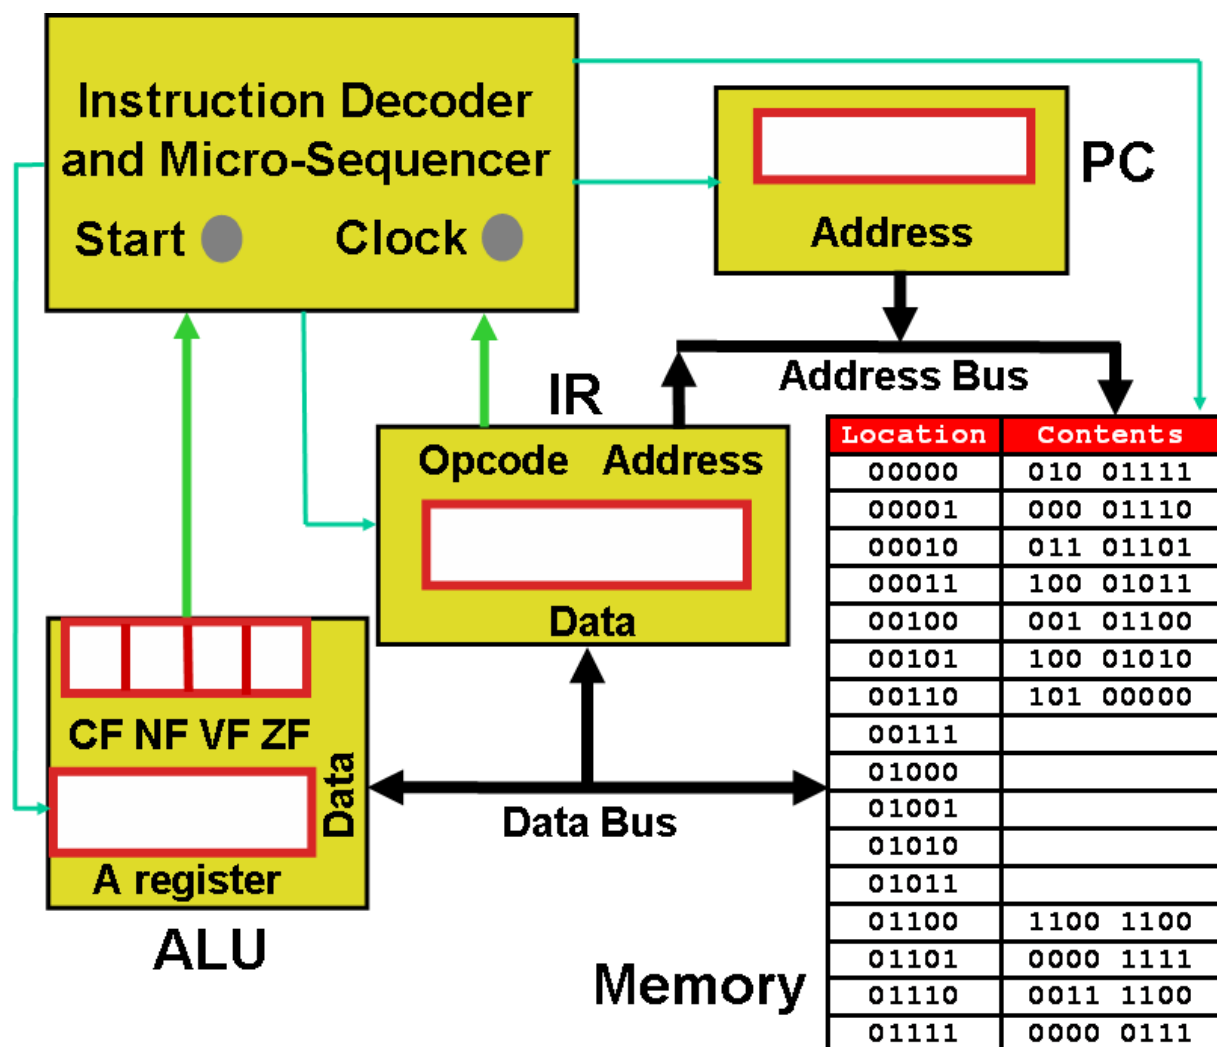 Instruction Decoder
and Micro-Sequencer
Start Clock
PC
Address
Address Bus
IR
Opcode Address
Data
CF NF VF ZF
Data
A register
ALU
Data Bus
Memory
Location Contents
00000 010 01111
00001 000 01110
00010 011 01101
00011 100 01011
00100 001 01100
00101 100 01010
00110 101 00000
00111
01000
01001
01010
01011
01100 1100 1100
01101 0000 1111
01110 0011 1100
01111 0000 0111